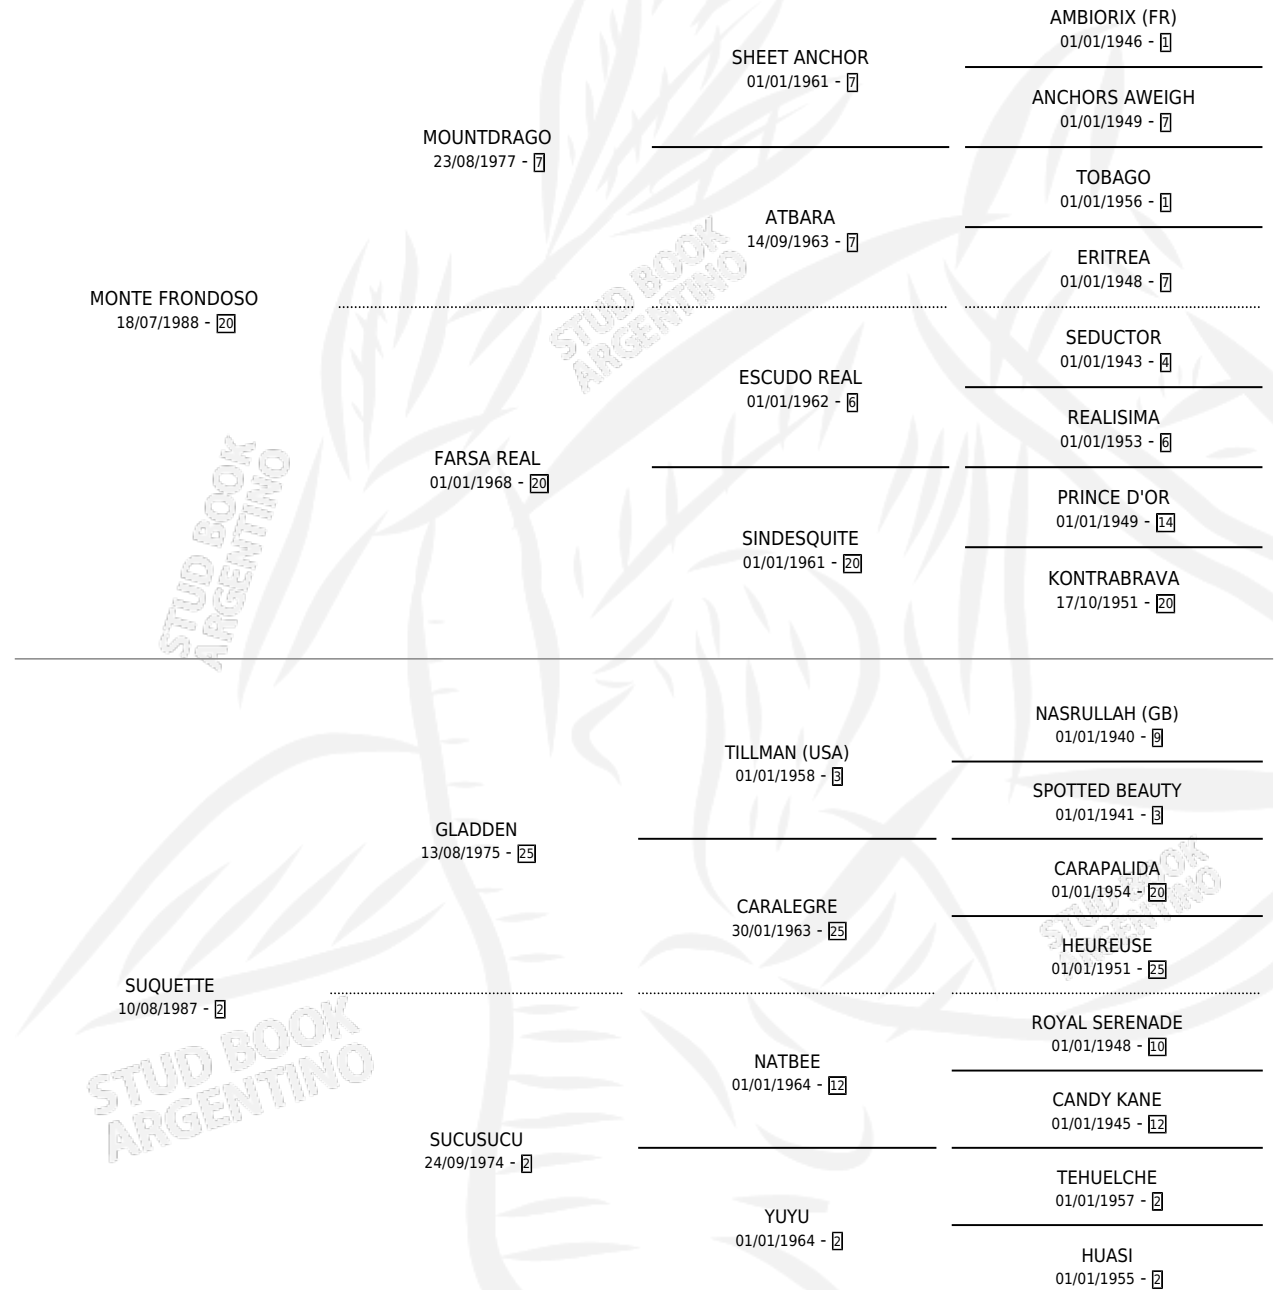 AMBIORIX (FR)
01/01/1946 - 1
SHEET ANCHOR
01/01/1961 - 7
ANCHORS AWEIGH
01/01/1949 - 7
MOUNTDRAGO
23/08/1977 - 7
TOBAGO
01/01/1956 - 1
ATBARA
14/09/1963 - 7
ERITREA
01/01/1948 - 7
MONTE FRONDOSO
18/07/1988 - 20
STUD BOOK
ARGENTINO
SEDUCTOR
01/01/1943 - 4
ESCUDO REAL
01/01/1962 - 6
REALISIMA
01/01/1953 - 6
FARSA REAL
01/01/1968 - 20
PRINCE D'OR
01/01/1949 - 14
SINDESQUITE
01/01/1961 - 20
KONTRABRAVA
17/10/1951 - 20
STUD BOOK
ARGENTINO
NASRULLAH (GB)
01/01/1940 - 9
TILLMAN (USA)
01/01/1958 - 3
SPOTTED BEAUTY
01/01/1941 - 3
GLADDEN
13/08/1975 - 25
CARAPALIDA
01/01/1954 - 20
CARALEGRE
30/01/1963 - 25
HEUREUSE
01/01/1951 - 25
STUD BOOK
ARGENTINO
SUQUETTE
10/08/1987 - 2
ROYAL SERENADE
01/01/1948 - 10
NATBEE
01/01/1964 - 12
CANDY KANE
01/01/1945 - 12
STUD BOOK
ARGENTINO
SUCUSUCU
24/09/1974 - 2
TEHUELCHE
01/01/1957 - 2
YUYU
01/01/1964 - 2
HUASI
01/01/1955 - 2